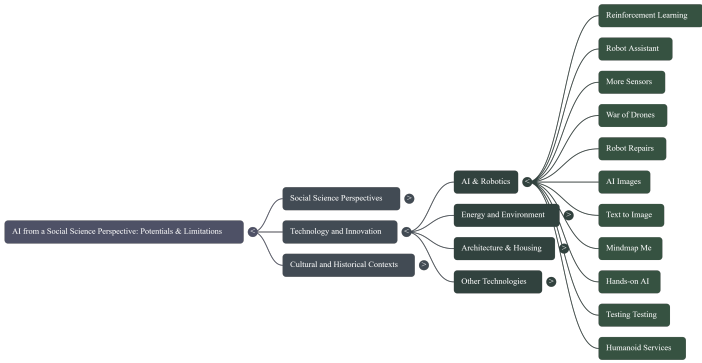 AI from a Social Science Perspective: Potentials & Limitations
Social Science Perspectives
Technology and Innovation
Cultural and Historical Contexts
AI & Robotics
Energy and Environment
Architecture & Housing
Other Technologies
Reinforcement Learning
Robot Assistant
More Sensors
War of Drones
Robot Repairs
AI Images
Text to Image
Mindmap Me
Hands-on AI
Testing Testing
Humanoid Services